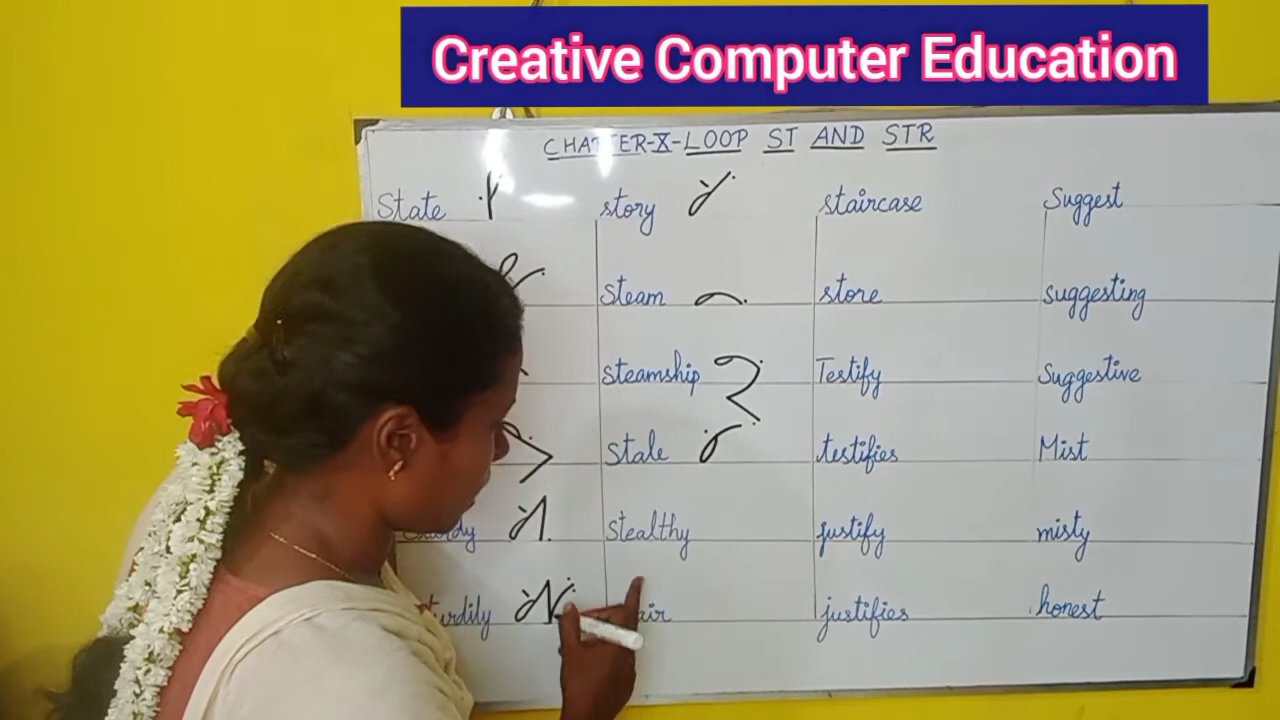 Creative Computer Education
CHAPTER-X-LOOP ST AND STR
State story staircase Suggest
steam store suggesting
steamship Testify Suggestive
Stale testifies Mist
Stealthy justify misty
justifies honest